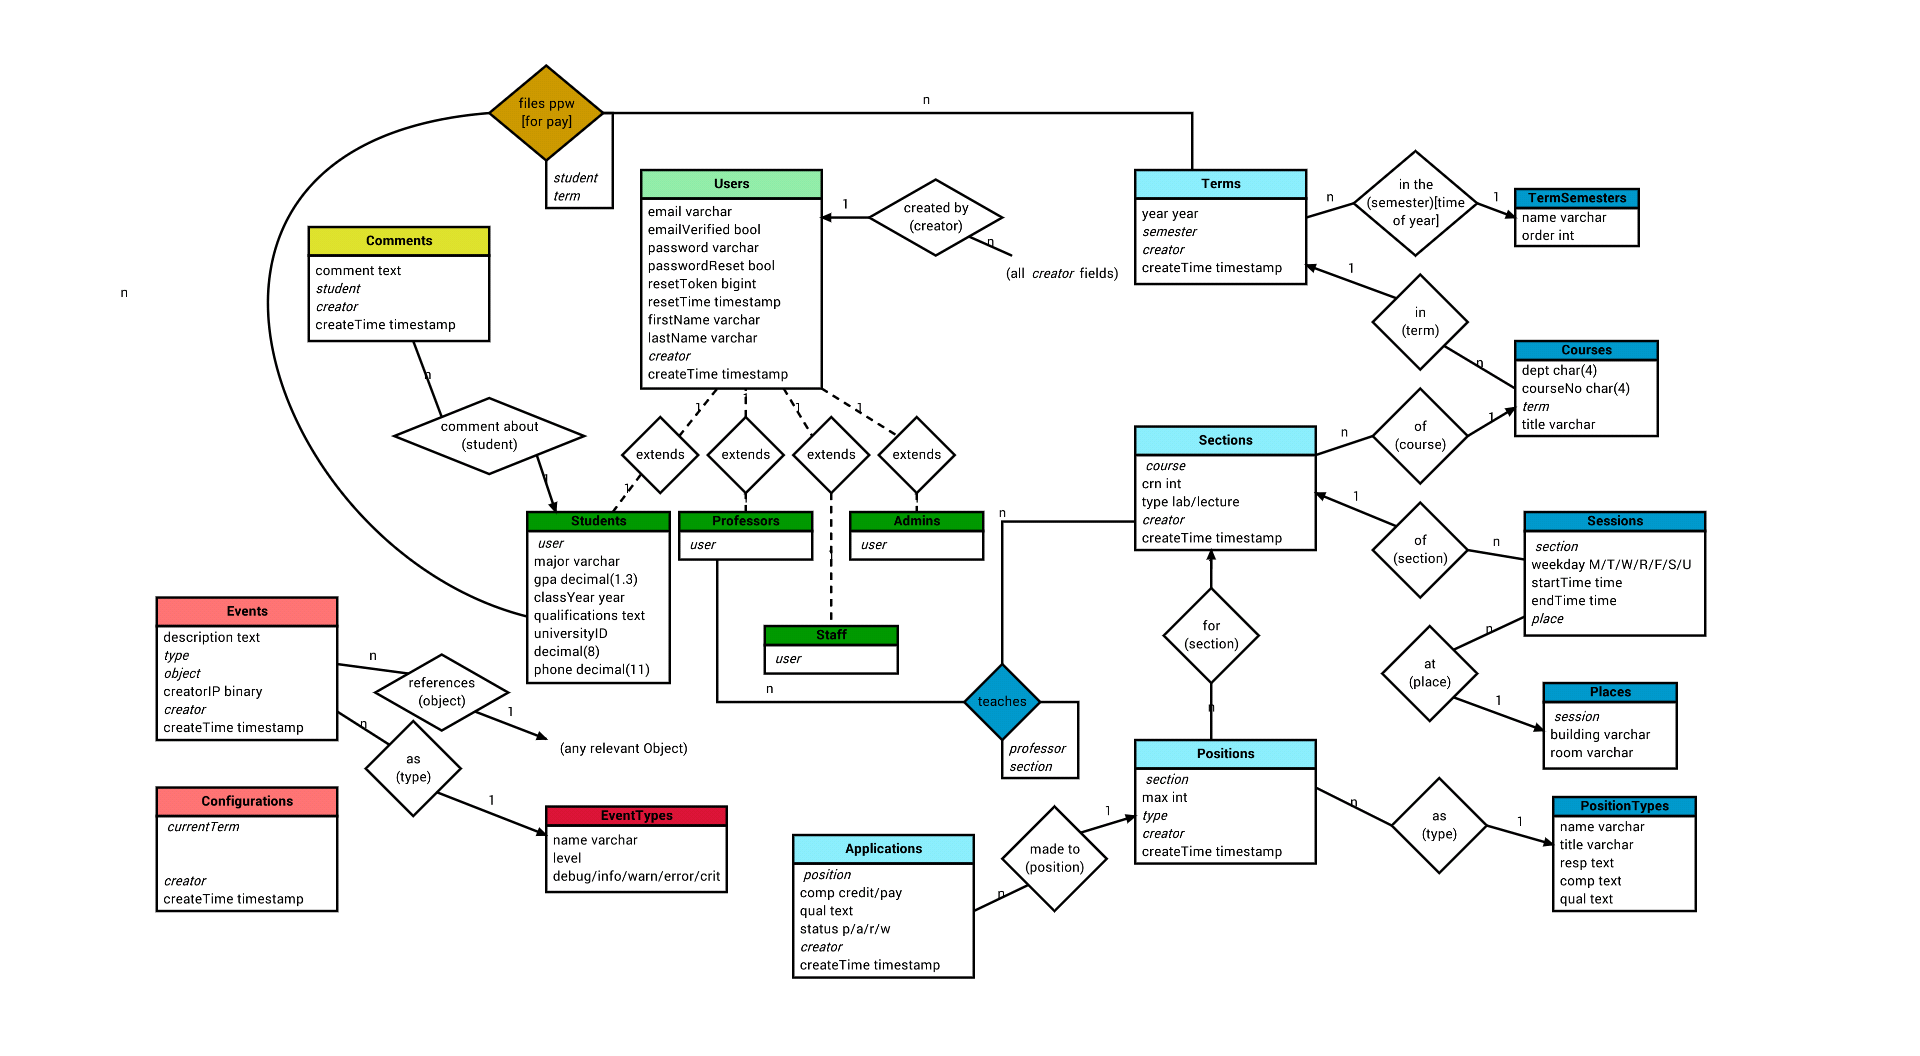 files ppw
[for pay]
student
term
n
n
Users
email varchar
emailVerified bool
password varchar
passwordReset bool
resetToken bigint
resetTime timestamp
firstName varchar
lastName varchar
creator
createTime timestamp
1
created by
(creator)
n
(all creator fields)
Terms
year year
semester
creator
createTime timestamp
n
in the
(semester)[time
of year]
1
TermSemesters
name varchar
order int
1
in
(term)
n
Courses
dept char(4)
courseNo char(4)
term
title varchar
Comments
comment text
student
creator
createTime timestamp
n
comment about
(student)
1
1
1
1
1
extends
extends
extends
extends
1
1
1
1
Students
user
major varchar
gpa decimal(1.3)
classYear year
qualifications text
universityID
decimal(8)
phone decimal(11)
Professors
user
Admins
user
Staff
user
Sections
course
crn int
type lab/lecture
creator
createTime timestamp
n
of
(course)
1
1
of
(section)
n
Sessions
section
weekday M/T/W/R/F/S/U
startTime time
endTime time
place
n
at
(place)
1
Places
session
building varchar
room varchar
n
n
teaches
professor
section
1
for
(section)
n
Positions
section
max int
type
creator
createTime timestamp
n
as
(type)
1
PositionTypes
name varchar
title varchar
resp text
comp text
qual text
Events
description text
type
object
creatorIP binary
creator
createTime timestamp
n
references
(object)
1
(any relevant Object)
n
as
(type)
1
EventTypes
name varchar
level
debug/info/warn/error/crit
Configurations
currentTerm
creator
createTime timestamp
Applications
position
comp credit/pay
qual text
status p/a/r/w
creator
createTime timestamp
n
made to
(position)
1